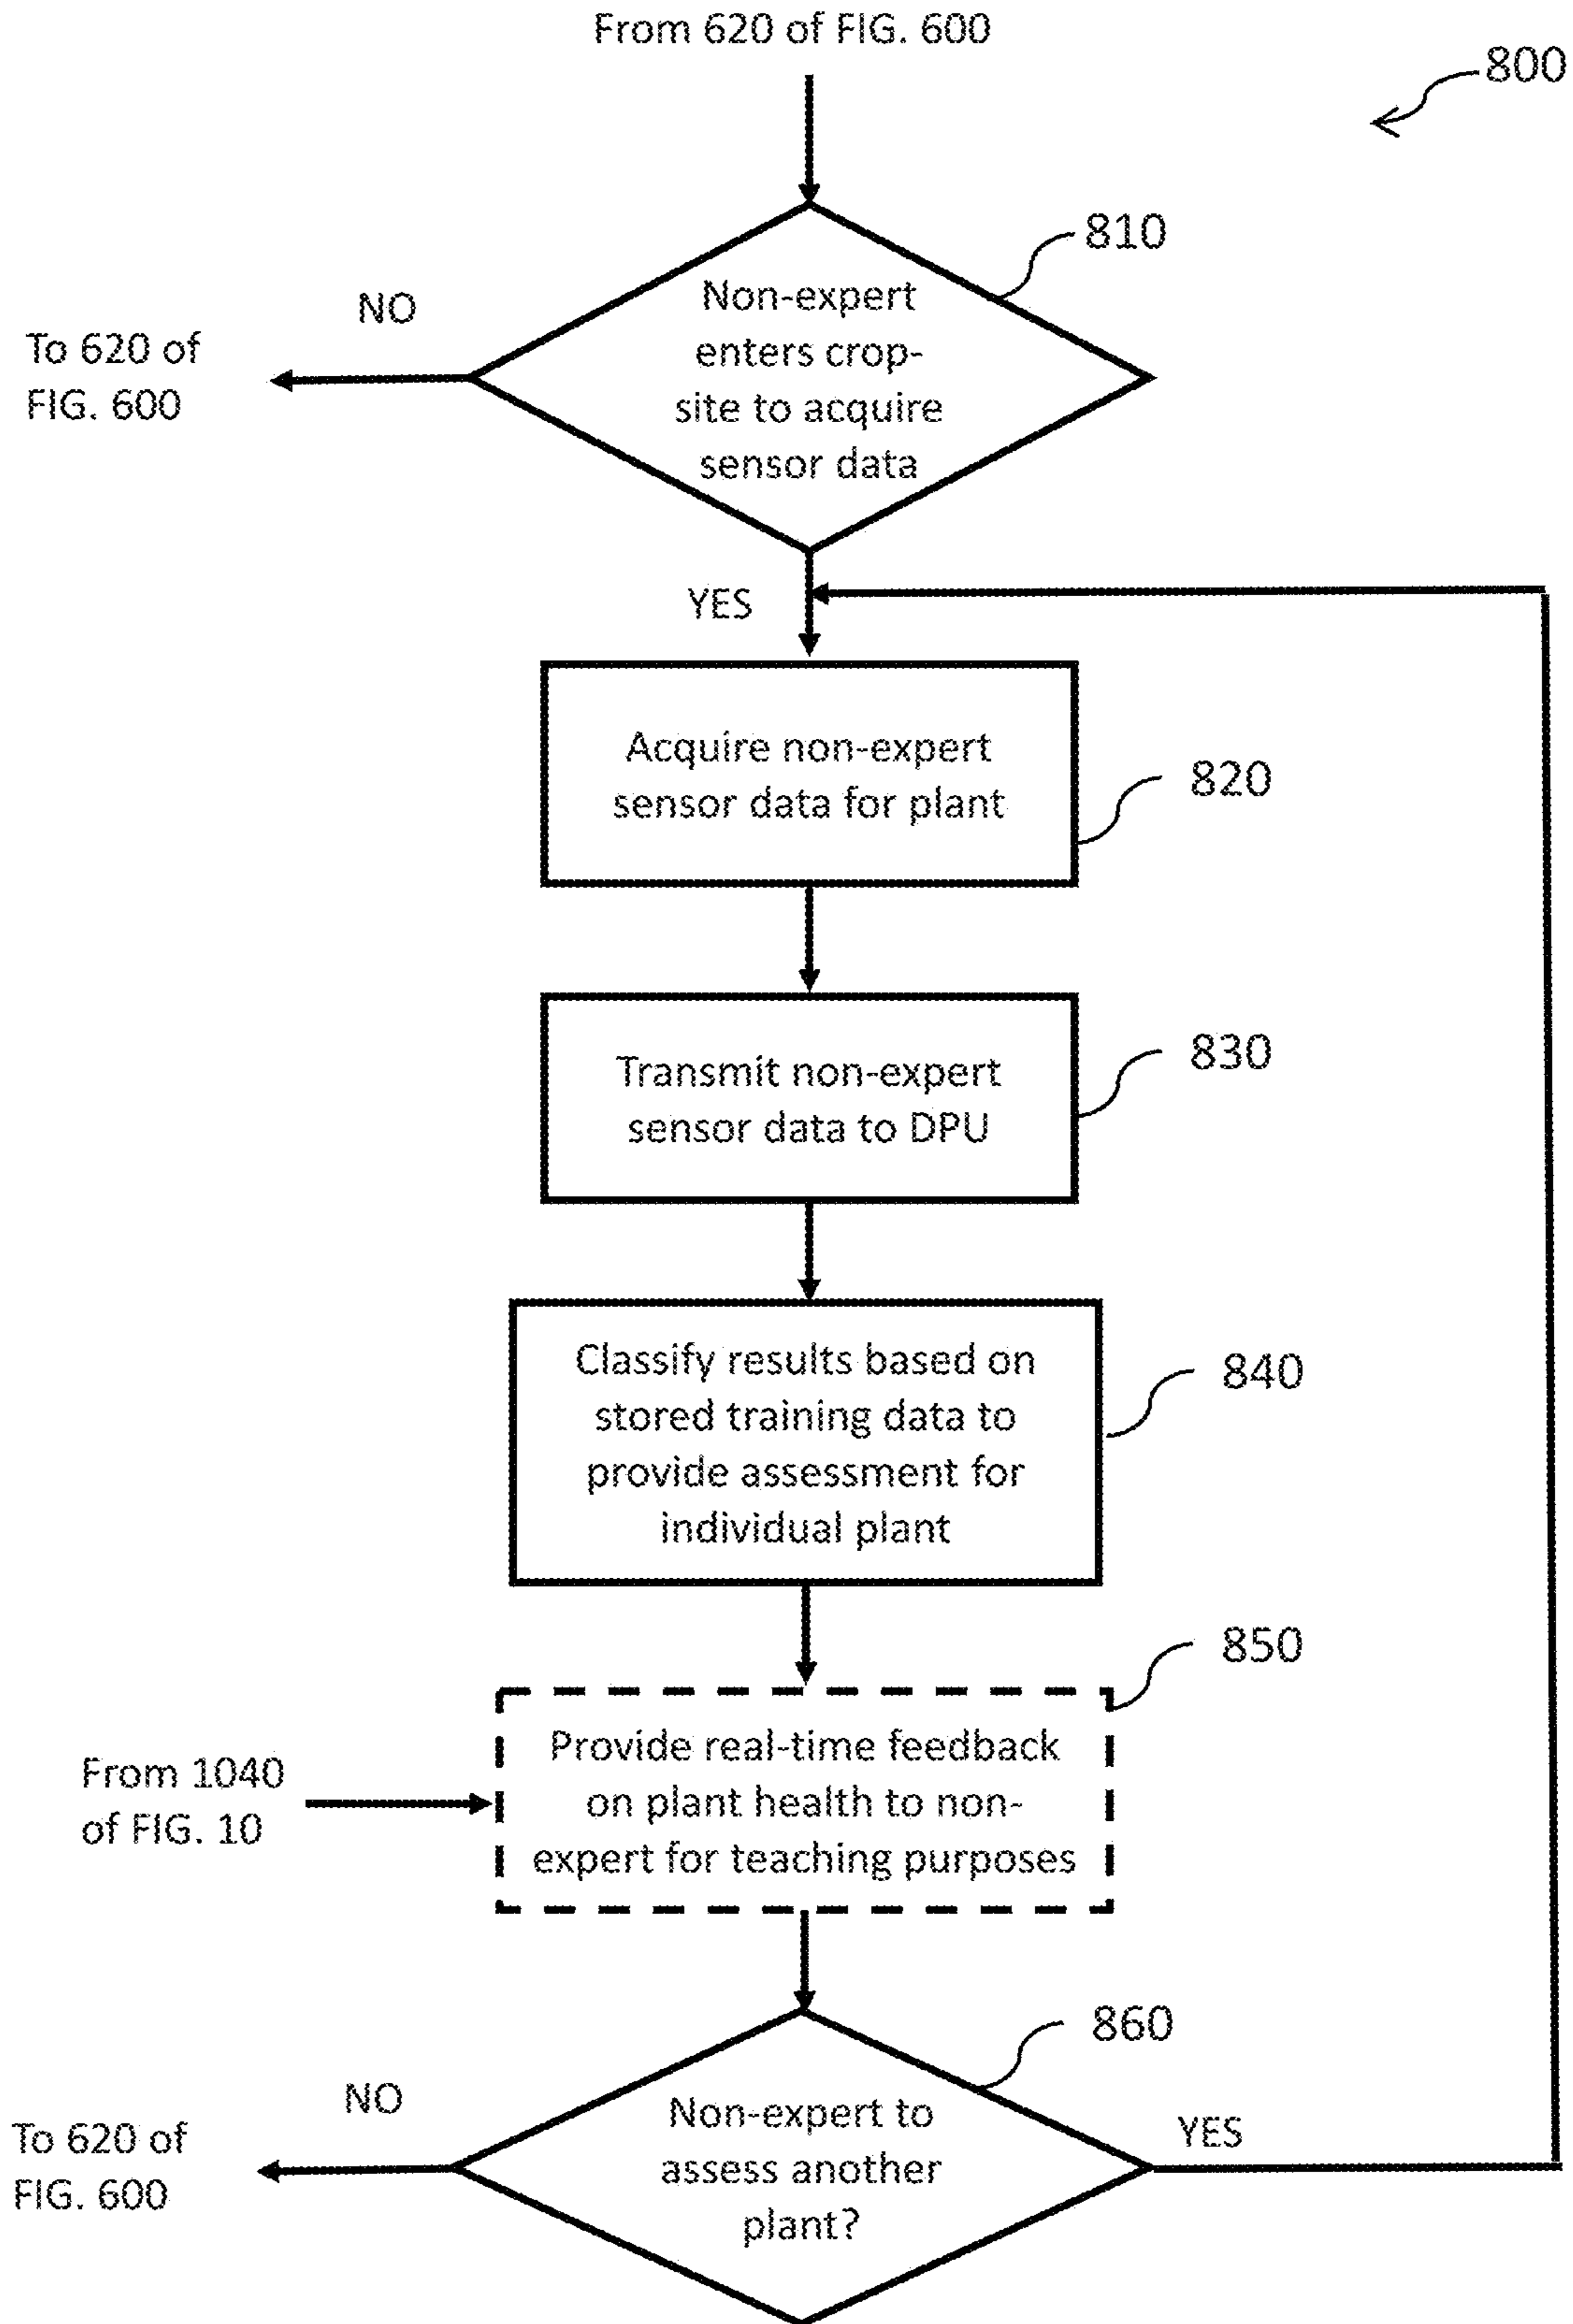 From 620 of FIG. 600
800
810
Non-expert
enters crop-
site to acquire
sensor data
NO
To 620 of
FIG. 600
YES
Acquire non-expert
sensor data for plant
820
Transmit non-expert
sensor data to DPU
830
Classify results based on
stored training data to
provide assessment for
individual plant
840
850
Provide real-time feedback
on plant health to non-
expert for teaching purposes
From 1040
of FIG. 10
860
Non-expert to
assess another
plant?
NO
YES
To 620 of
FIG. 600